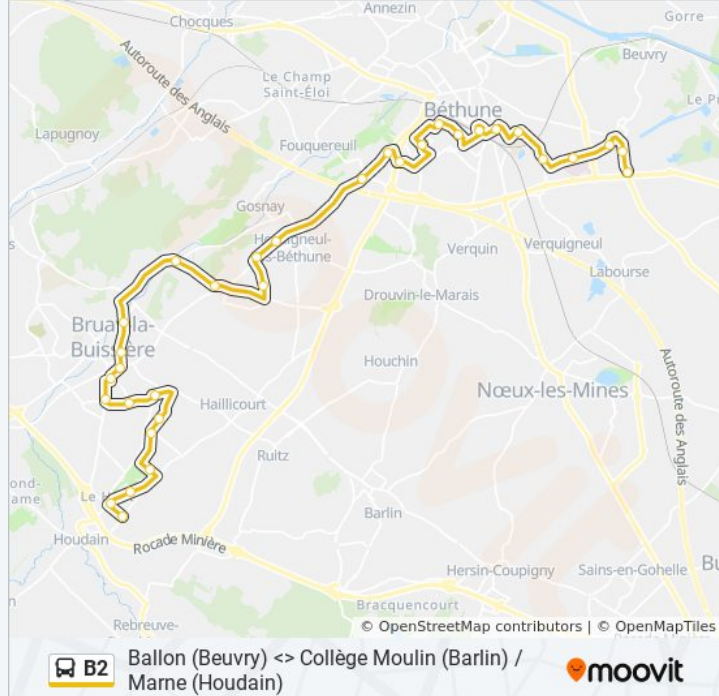 Annezin
Gorre
Chocques
Autoroute des Anglais
Beuvry
Le Champ
Saint-Éloi
Béthune
Lapugnoy
Fouquereuil
Gosnay
Verquin
Verquigneul
Labourse
Drouvin-le-Marais
Houchin
Nœux-les-Mines
Autoroute des Anglais
Haillicourt
Ruitz
Barlin
Houdain
Rocade Minière
Hersin-Coupigny
Sains-en-Gohelle
Bracquencourt
Rebreuve-
© OpenStreetMap contributors | © OpenMapTiles
B2
Ballon (Beuvry) <> Collège Moulin (Barlin) /
Marne (Houdain)
moovit